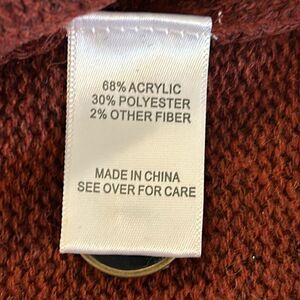 68% ACRYLIC
30% POLYESTER
2% OTHER FIBER
MADE IN CHINA
SEE OVER FOR CARE